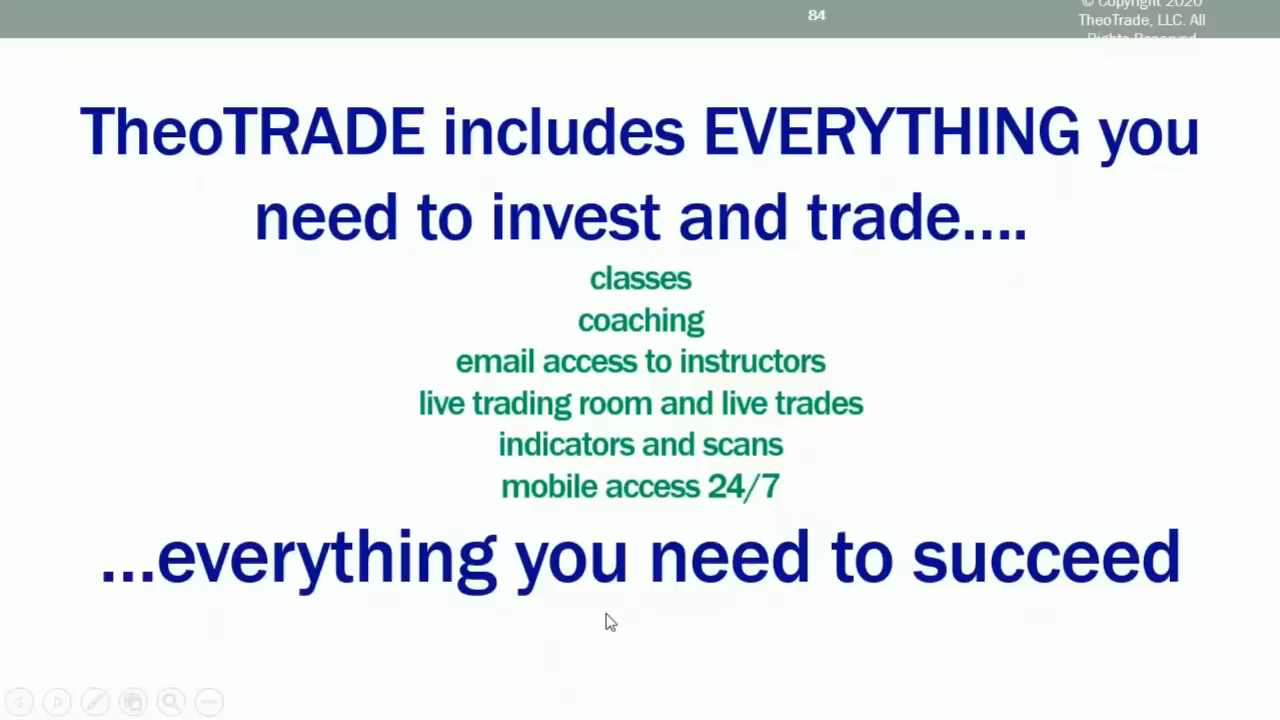 84
© Copyright 2020
TheoTrade, LLC. All
Rights Reserved
TheoTRADE includes EVERYTHING you
need to invest and trade....
classes
coaching
email access to instructors
live trading room and live trades
indicators and scans
mobile access 24/7
...everything you need to succeed